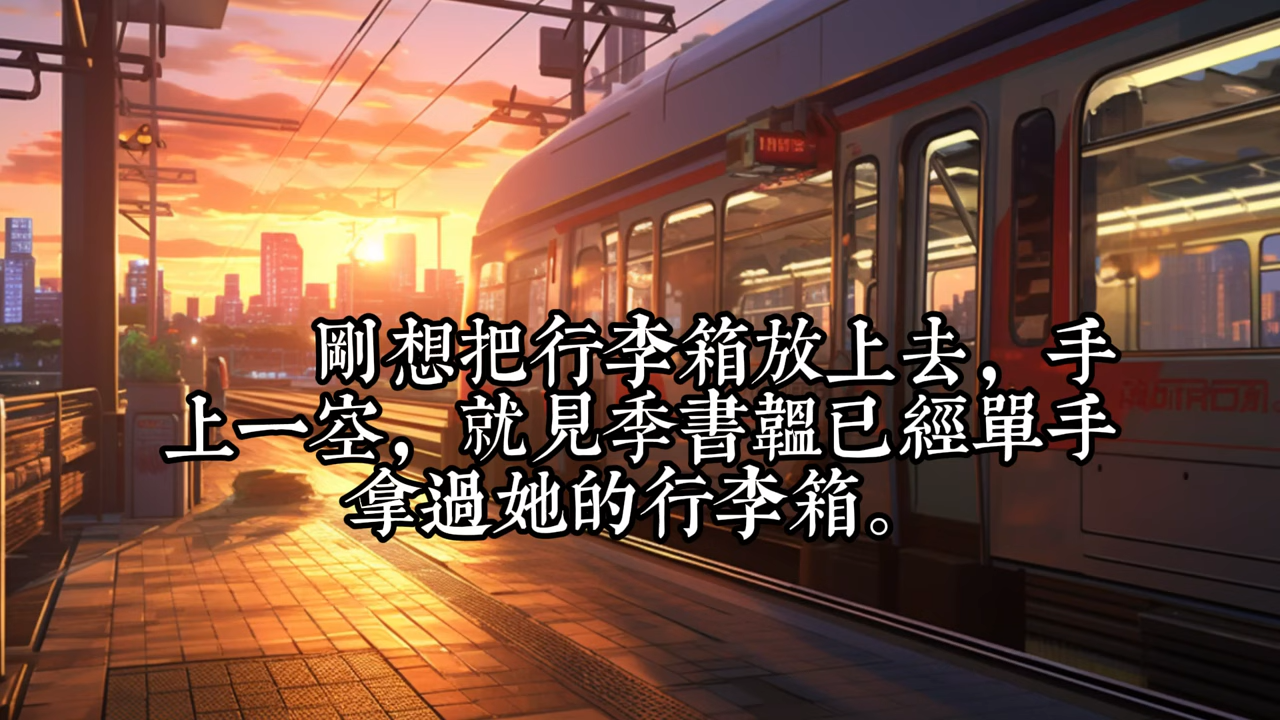 剛想把行李箱放上去，手
上一空，就見季書韞已經單手
拿過她的行李箱。